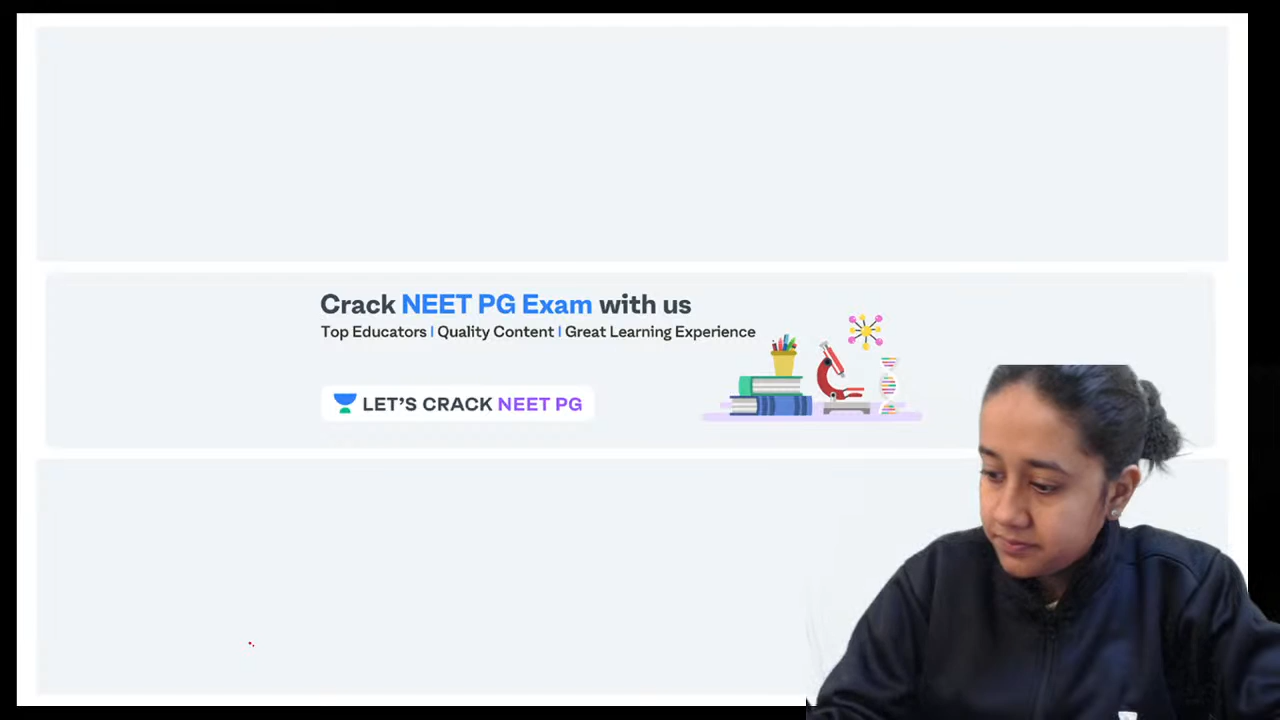 Crack NEET PG Exam with us
Top Educators | Quality Content | Great Learning Experience
LET'S CRACK NEET PG